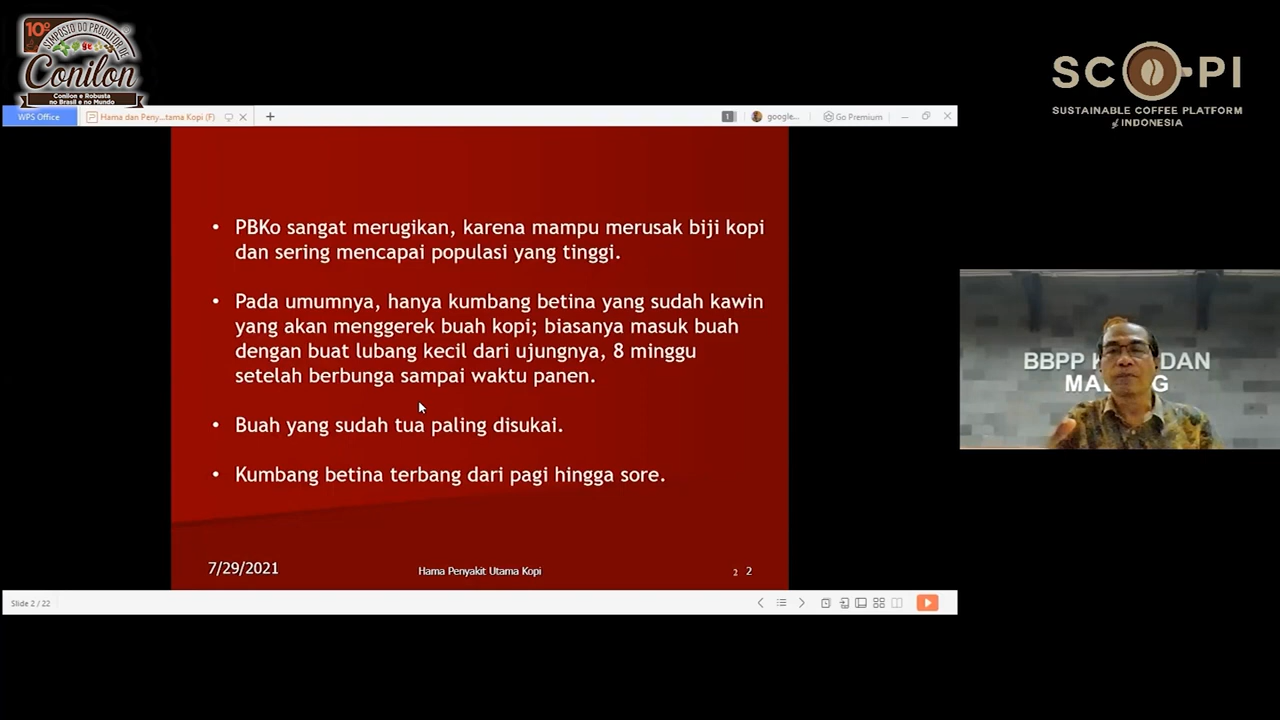 10º
SIMPÓSIO DO PRODUTOR DE
Conilon
Conilon e Robusta
no Brasil e no Mundo
SCOPI
SUSTAINABLE COFFEE PLATFORM
of INDONESIA
WPS Office
Hama dan Peny...tama Kopi (F)
1
google...
Go Premium
• PBKo sangat merugikan, karena mampu merusak biji kopi
dan sering mencapai populasi yang tinggi.
• Pada umumnya, hanya kumbang betina yang sudah kawin
yang akan menggerek buah kopi; biasanya masuk buah
dengan buat lubang kecil dari ujungnya, 8 minggu
setelah berbunga sampai waktu panen.
• Buah yang sudah tua paling disukai.
• Kumbang betina terbang dari pagi hingga sore.
7/29/2021
Hama Penyakit Utama Kopi
2 2
Slide 2 / 22
BBPP K DAN
MA G